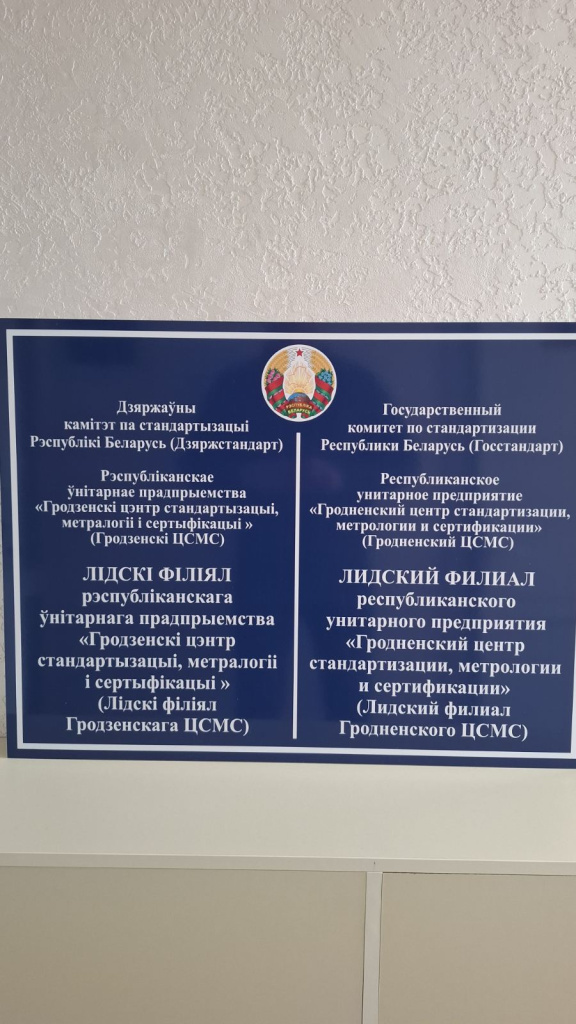 РЭСПУБЛІКА
БЕЛАРУСЬ
Дзяржаўны
камітэт па стандартызацыі
Рэспублікі Беларусь (Дзяржстандарт)
Рэспубліканскае
ўнітарнае прадпрыемства
«Гродзенскі цэнтр стандартызацыі,
метралогіі і сертыфікацыі »
(Гродзенскі ЦСМС)
ЛІДСКІ ФІЛІЯЛ
рэспубліканскага
ўнітарнага прадпрыемства
«Гродзенскі цэнтр
стандартызацыі, метралогіі
і сертыфікацыі »
(Лідскі філіял
Гродзенскага ЦСМС)
Государственный
комитет по стандартизации
Республики Беларусь (Госстандарт)
Республиканское
унитарное предприятие
«Гродненский центр стандартизации,
метрологии и сертификации»
(Гродненский ЦСМС)
ЛИДСКИЙ ФИЛИАЛ
республиканского
унитарного предприятия
«Гродненский центр
стандартизации, метрологии
и сертификации»
(Лидский филиал
Гродненского ЦСМС)